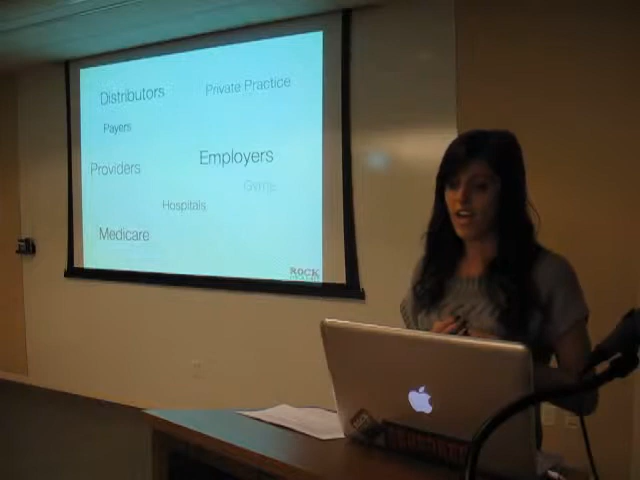 Distributors
Private Practice
Payers
Providers
Employers
Gyms
Hospitals
Medicare
ROCK